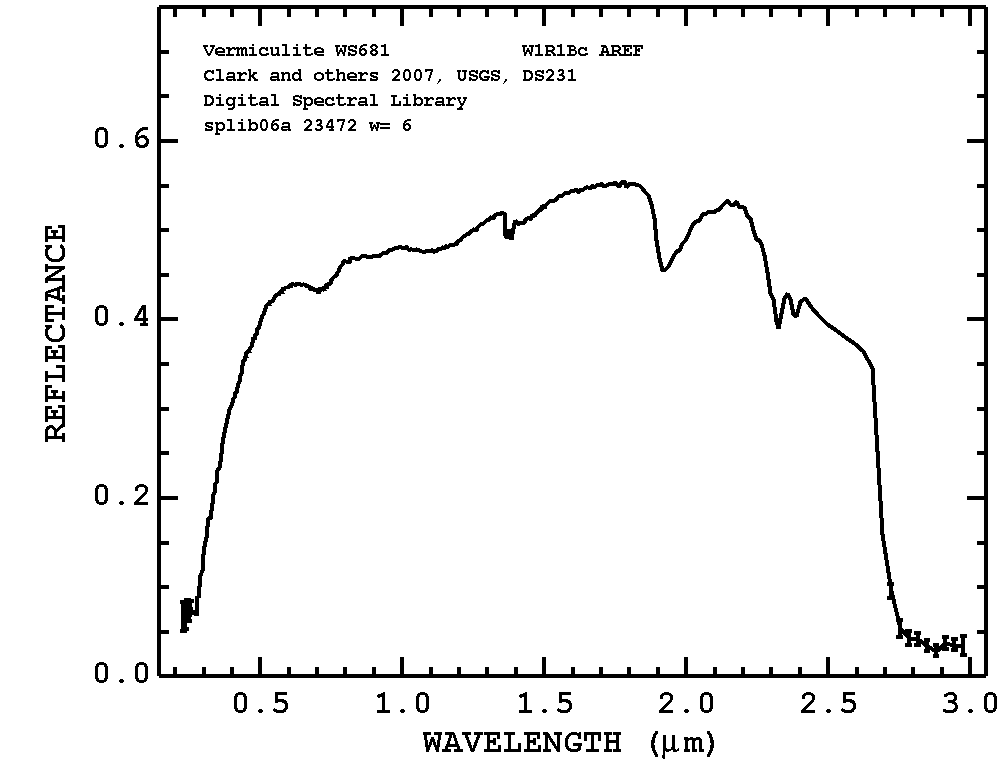 Vermiculite WS681 W1R1Bc AREF
Clark and others 2007, USGS, DS231
Digital Spectral Library
splib06a 23472 w= 6
REFLECTANCE
0.6
0.4
0.2
0.0
0.5 1.0 1.5 2.0 2.5 3.0
WAVELENGTH (μm)